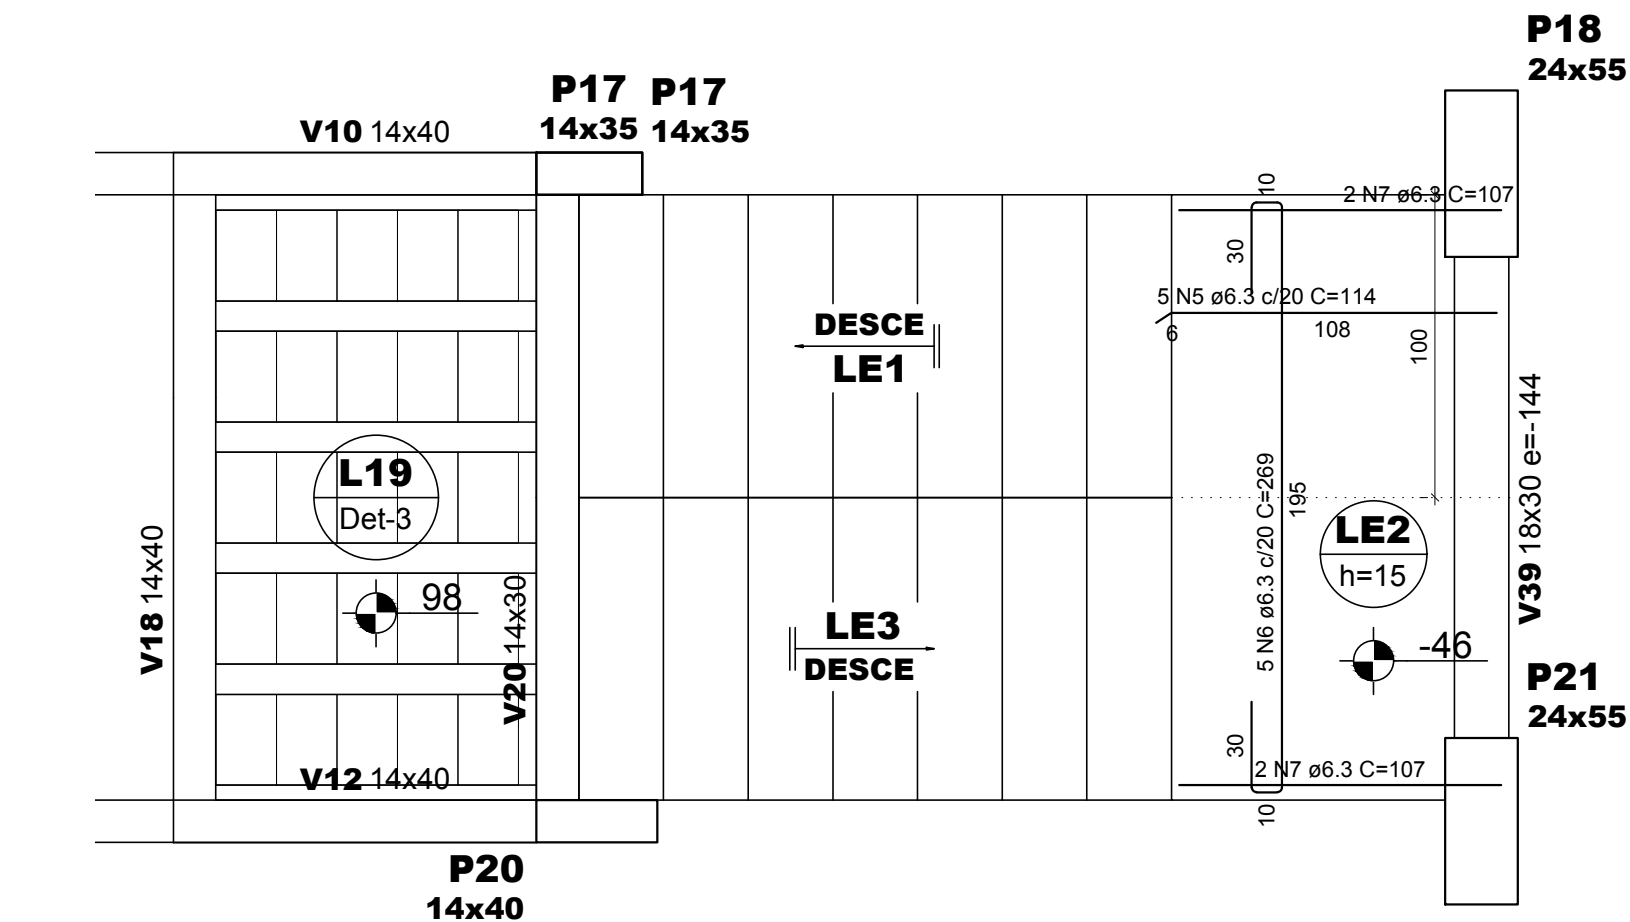 P18
24x55
P17
14x35
P17
14x35
V10 14x40
10
2 N7 ø6.3 C=107
30
5 N5 ø6.3 c/20 C=114
6
108
100
DESCE
LE1
L19
Det-3
5 N6 ø6.3 c/20 C=269
195
LE2
h=15
V39 18x30 e=-144
V18 14x40
98
V20 14x30
LE3
DESCE
-46
P21
24x55
30
2 N7 ø6.3 C=107
V12 14x40
10
P20
14x40